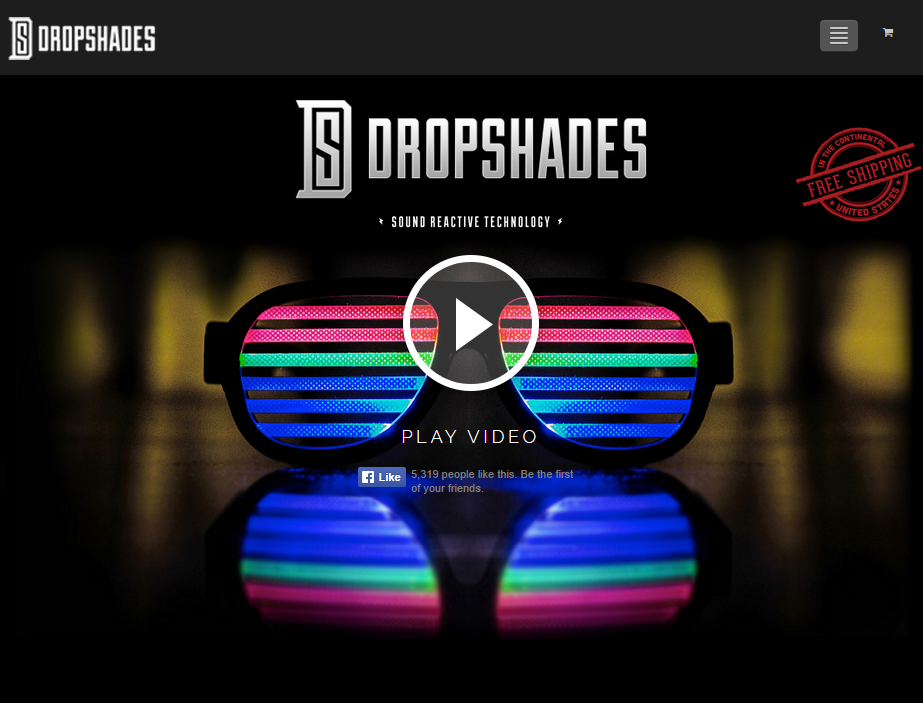 DS DROPSHADES
DS DROPSHADES
IN THE CONTINENTAL
FREE SHIPPING
UNITED STATES
SOUND REACTIVE TECHNOLOGY
PLAY VIDEO
Like
5,319 people like this. Be the first
of your friends.